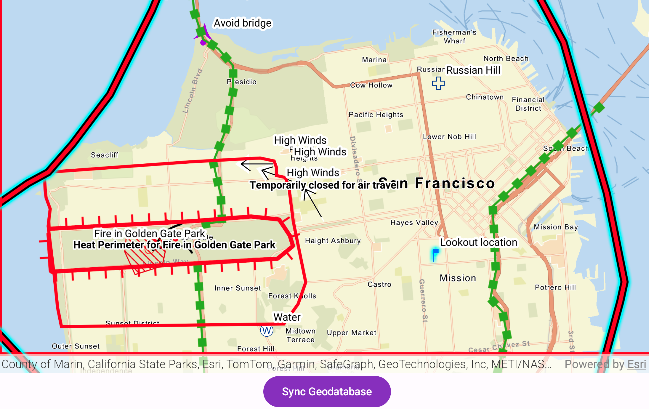 Avoid bridge
Fisherman's
Wharf
North Beach
Marina
Russian Hill
Presidio
Cow Hollow
Chinatown
Financial
District
Lincoln Blvd
Pacific Heights
Lower Nob Hill
High Winds
High Winds
Heights
Divisadero
South Beach
Seacliff
High Winds
Temporarily closed for air travel
San Francisco
Hayes Valley
Mission Bay
Fire in Golden Gate Park
Heat Perimeter for Fire in Golden Gate Park
Haight Ashbury
Lookout location
Mission
Castro
Guerrero St
Inner Sunset
Forest Knolls
Potrero Hill
Water
W
Sunset District
Midtown
Terrace
Upper Market
3rd St
Outer Sunset
Forest Hill
Cesar Chavez St
County of Marin, California State Parks, Esri, TomTom, Garmin, SafeGraph, GeoTechnologies, Inc, METI/NAS...
Powered by Esri
Sync Geodatabase